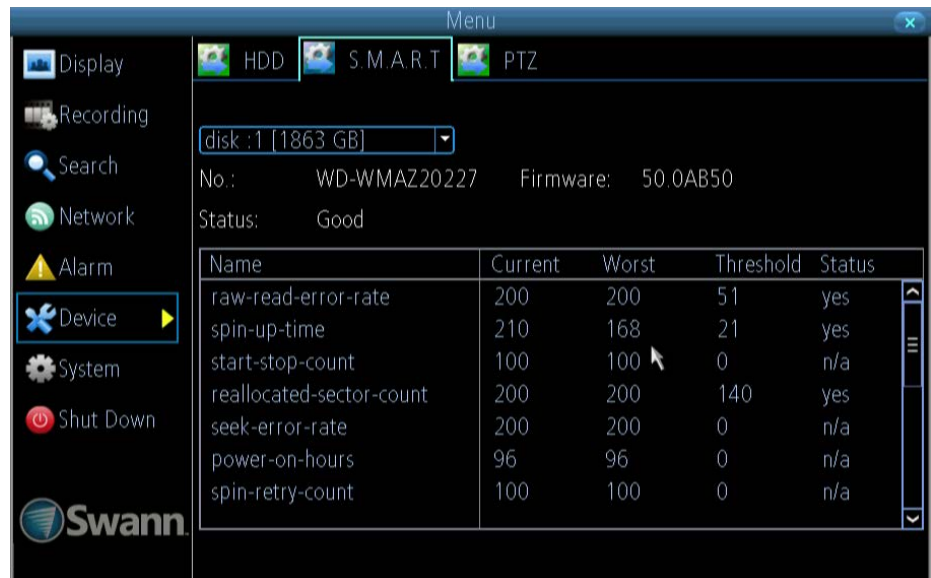 Menu
Display
Recording
Search
Network
Alarm
Device
System
Shut Down
Swann
HDD S.M.A.R.T PTZ
disk :1 [1863 GB]
No.: WD-WMAZ20227 Firmware: 50.0AB50
Status: Good
Name Current Worst Threshold Status
raw-read-error-rate 200 200 51 yes
spin-up-time 210 168 21 yes
start-stop-count 100 100 0 n/a
reallocated-sector-count 200 200 140 yes
seek-error-rate 200 200 0 n/a
power-on-hours 96 96 0 n/a
spin-retry-count 100 100 0 n/a